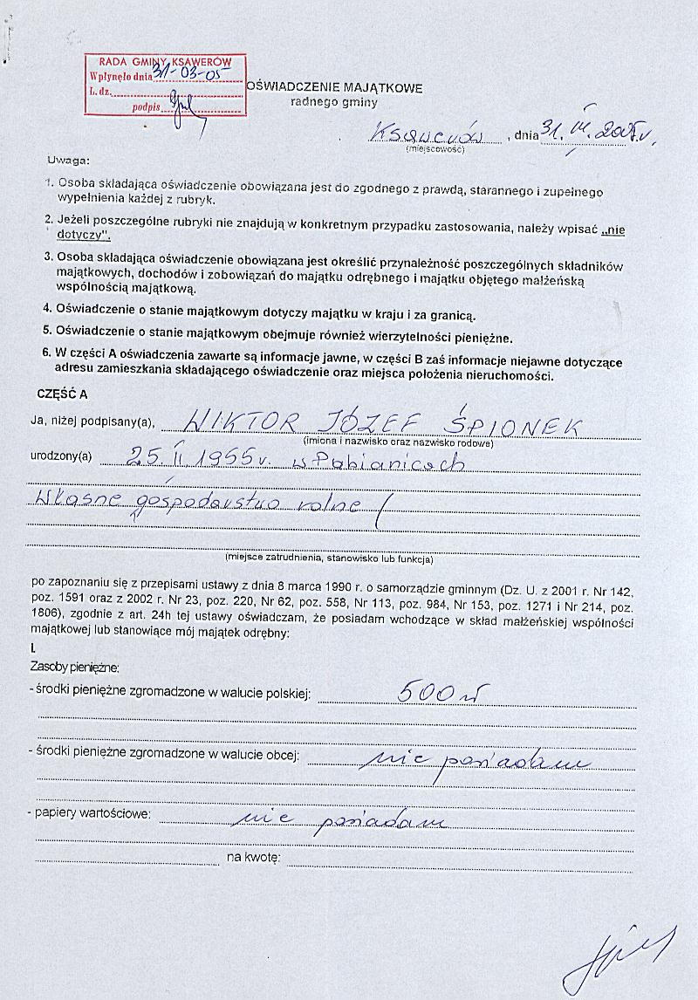 RADA GMINY KSAWERÓW
Wpłynęło dnia 31-03-05
L. dz.
podpis
OŚWIADCZENIE MAJĄTKOWE
radnego gminy
Ksawerów, dnia 31. 2005r.
(miejscowość)
Uwaga:
1. Osoba składająca oświadczenie obowiązana jest do zgodnego z prawdą, starannego i zupełnego
wypełnienia każdej z rubryk.
2. Jeżeli poszczególne rubryki nie znajdują w konkretnym przypadku zastosowania, należy wpisać „nie
dotyczy".
3. Osoba składająca oświadczenie obowiązana jest określić przynależność poszczególnych składników
majątkowych, dochodów i zobowiązań do majątku odrębnego i majątku objętego małżeńską
wspólnością majątkową.
4. Oświadczenie o stanie majątkowym dotyczy majątku w kraju i za granicą.
5. Oświadczenie o stanie majątkowym obejmuje również wierzytelności pieniężne.
6. W części A oświadczenia zawarte są informacje jawne, w części B zaś informacje niejawne dotyczące
adresu zamieszkania składającego oświadczenie oraz miejsca położenia nieruchomości.
CZĘŚĆ A
Ja, niżej podpisany(a), WIKTOR JÓZEF ŚPIONEK
(imiona i nazwisko oraz nazwisko rodowe)
urodzony(a) 25 II 1955r. w Pabianicach
Własne gospodarstwo rolne
(miejsce zatrudnienia, stanowisko lub funkcja)
po zapoznaniu się z przepisami ustawy z dnia 8 marca 1990 r. o samorządzie gminnym (Dz. U. z 2001 r. Nr 142,
poz. 1591 oraz z 2002 r. Nr 23, poz. 220, Nr 62, poz. 558, Nr 113, poz. 984, Nr 153, poz. 1271 i Nr 214, poz.
1806), zgodnie z art. 24h tej ustawy oświadczam, że posiadam wchodzące w skład małżeńskiej wspólności
majątkowej lub stanowiące mój majątek odrębny:
I.
Zasoby pieniężne:
- środki pieniężne zgromadzone w walucie polskiej: 500 zł
- środki pieniężne zgromadzone w walucie obcej: nie posiadam
- papiery wartościowe: nie posiadam
na kwotę: